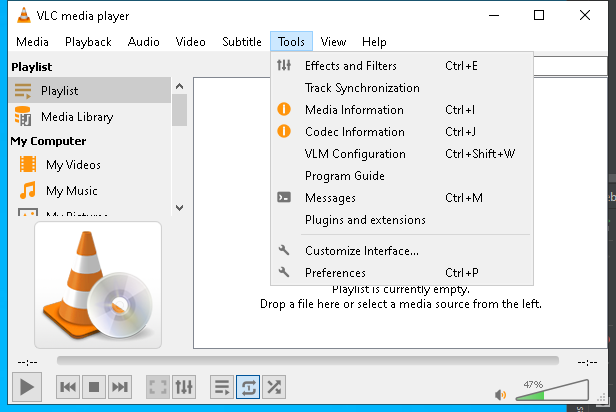 VLC media player
Media Playback Audio Video Subtitle Tools View Help
Playlist
Playlist
Media Library
My Computer
My Videos
My Music
Effects and Filters Ctrl+E
Track Synchronization
Media Information Ctrl+I
Codec Information Ctrl+J
VLM Configuration Ctrl+Shift+W
Program Guide
Messages Ctrl+M
Plugins and extensions
Customize Interface...
Preferences Ctrl+P
Playlist is currently empty.
Drop a file here or select a media source from the left.
--:-- --:--
47%